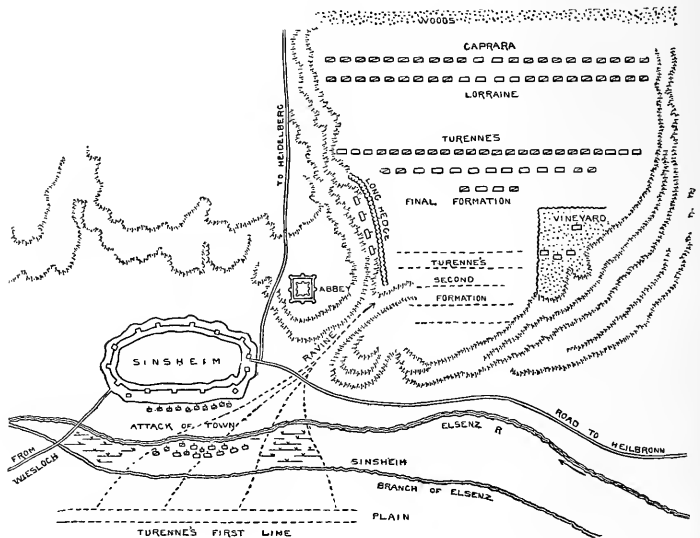 WOODS
CAPRARA
LORRAINE
TO HEIDELBERG
TURENNES
LONG HEDGE
FINAL FORMATION
VINEYARD
TURENNE'S
SECOND
FORMATION
ABBEY
RAVINE
SINSHEIM
ATTACK OF TOWN
ELSENZ R
ROAD TO HEILBRONN
FROM
WIESLOCH
SINSHEIM
BRANCH OF ELSENZ
PLAIN
TURENNE'S FIRST LINE